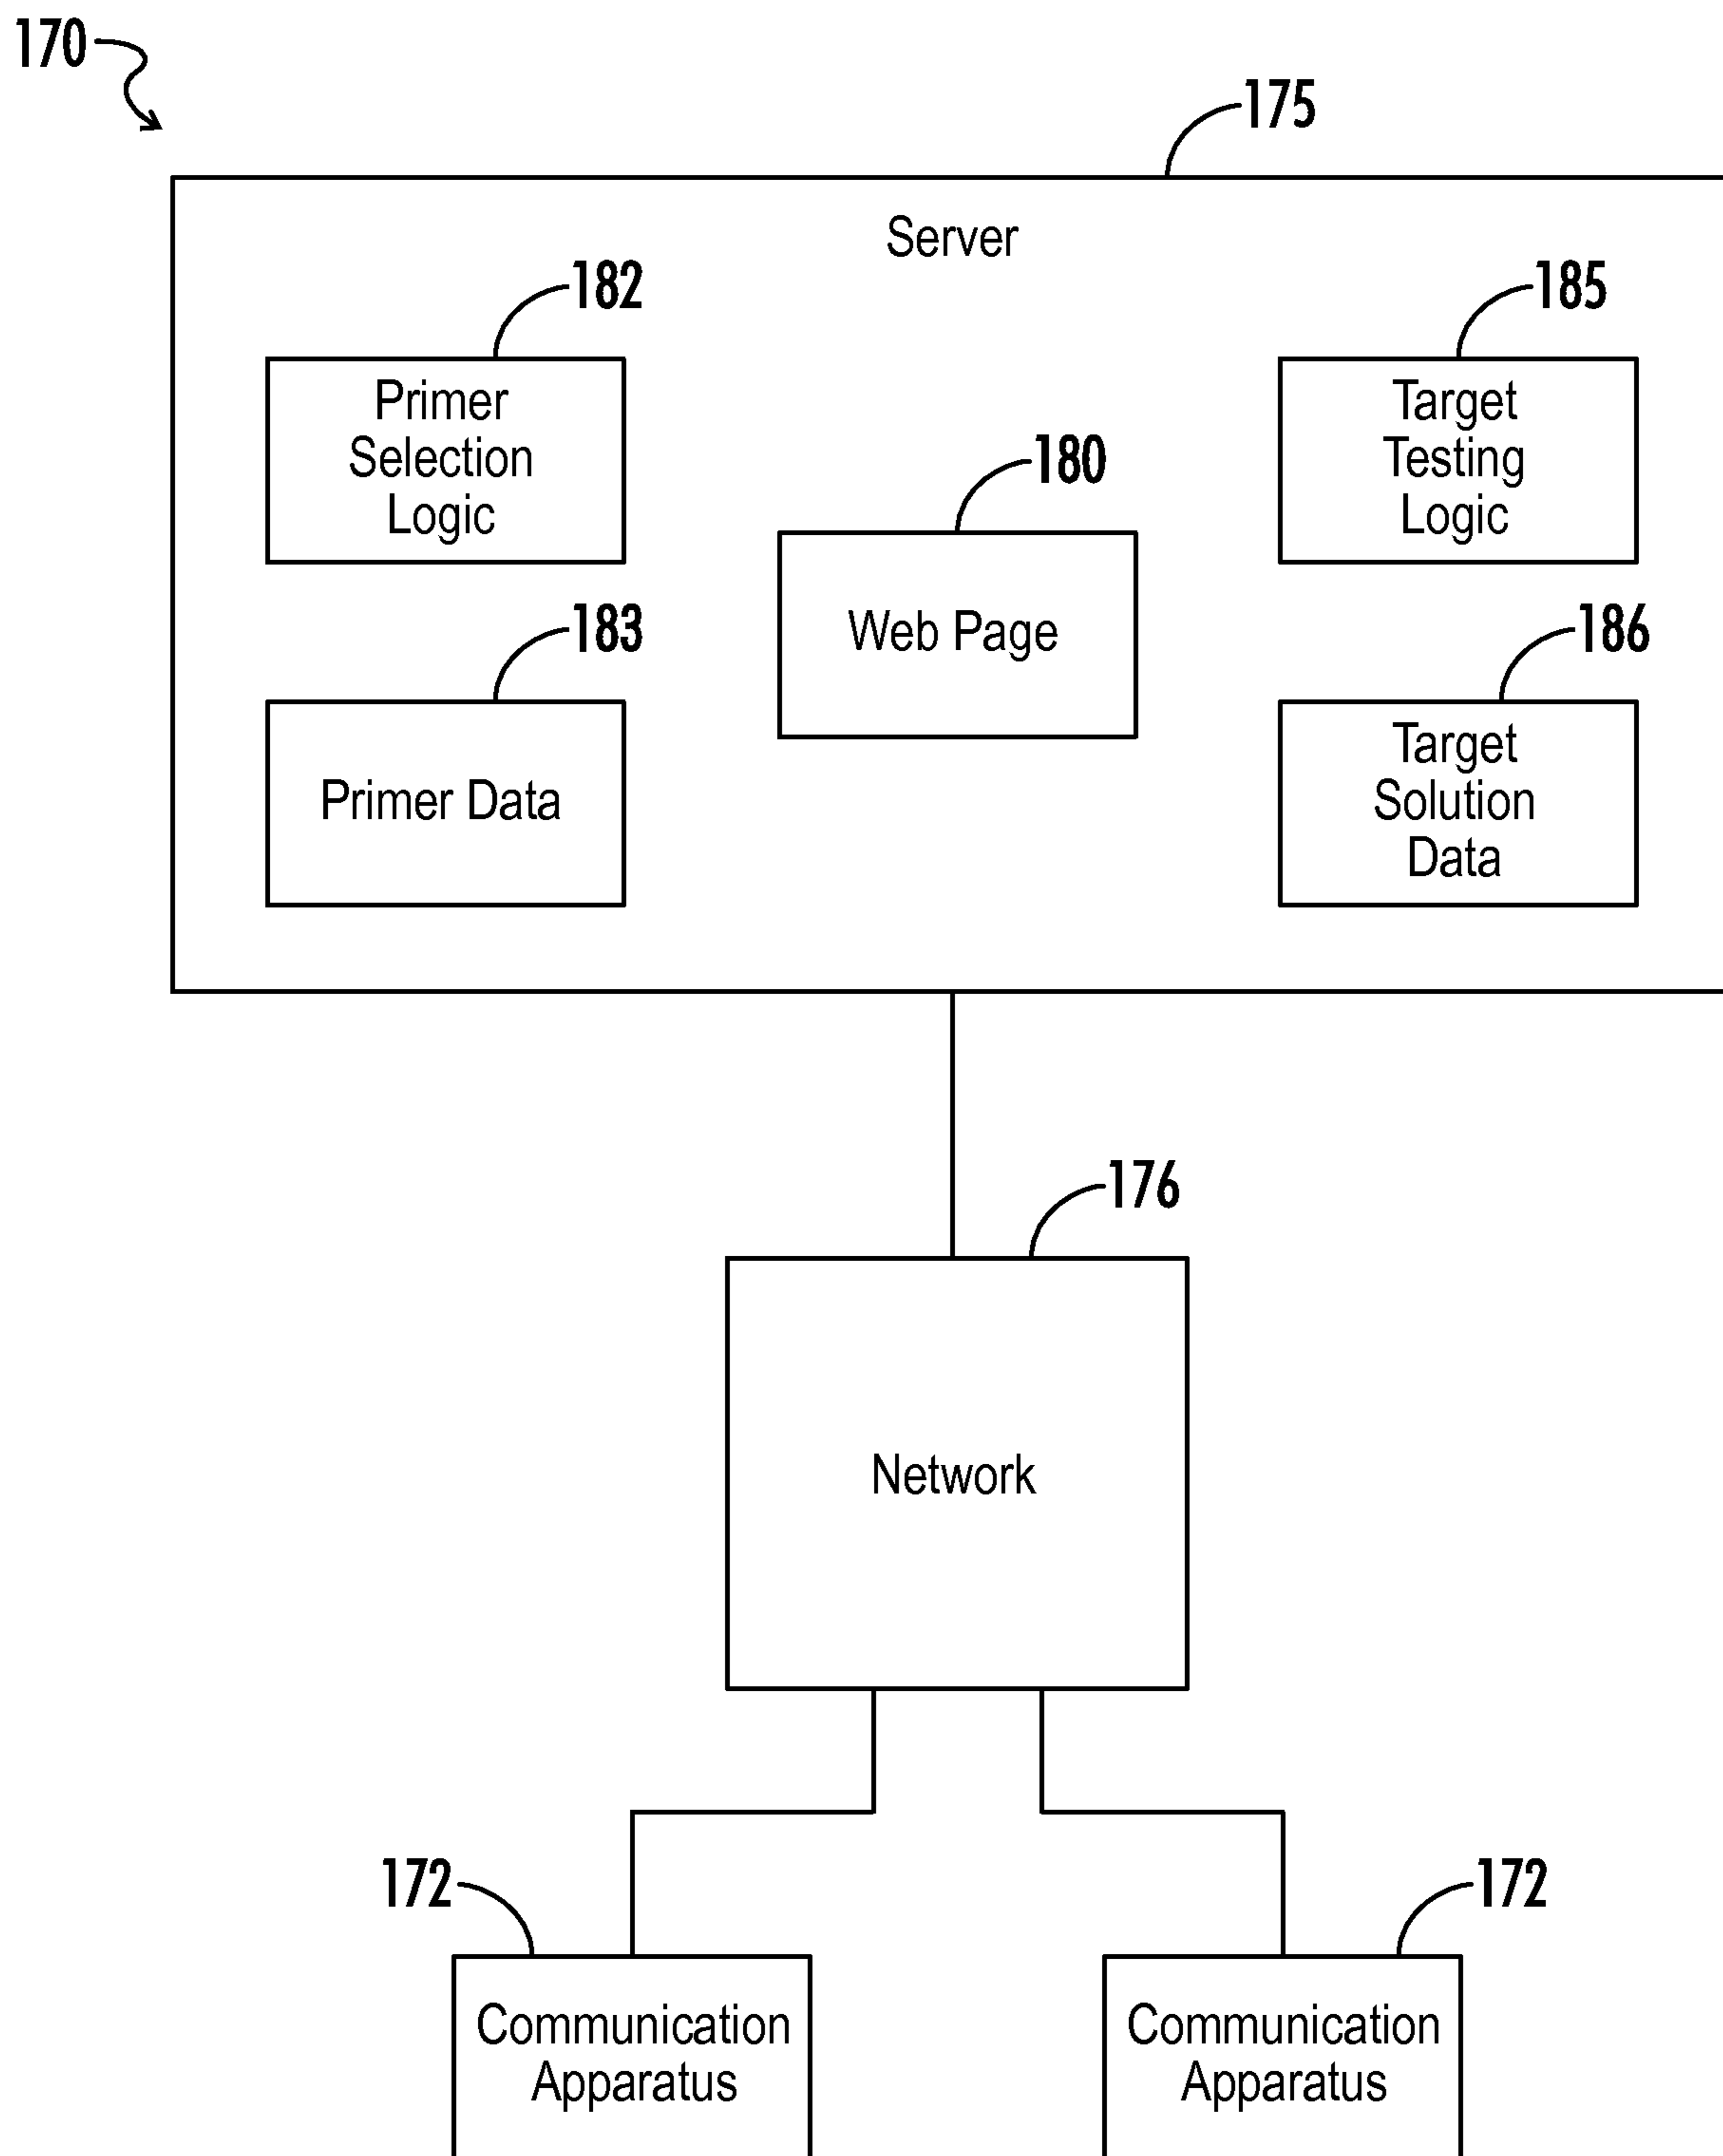 170
175
Server
182
185
Primer
Selection
Logic
Target
Testing
Logic
180
Web Page
183
186
Primer Data
Target
Solution
Data
176
Network
172
172
Communication
Apparatus
Communication
Apparatus